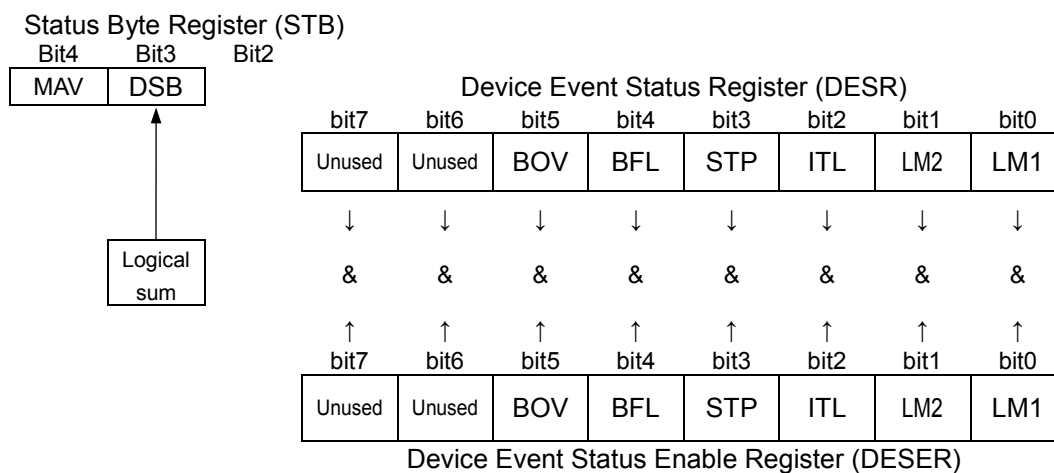 Status Byte Register (STB)
Bit4 Bit3 Bit2
MAV DSB
Device Event Status Register (DESR)
bit7 bit6 bit5 bit4 bit3 bit2 bit1 bit0
Unused Unused BOV BFL STP ITL LM2 LM1
↓ ↓ ↓ ↓ ↓ ↓ ↓ ↓
Logical
sum
& & & & & & & &
↑ ↑ ↑ ↑ ↑ ↑ ↑ ↑
bit7 bit6 bit5 bit4 bit3 bit2 bit1 bit0
Unused Unused BOV BFL STP ITL LM2 LM1
Device Event Status Enable Register (DESER)